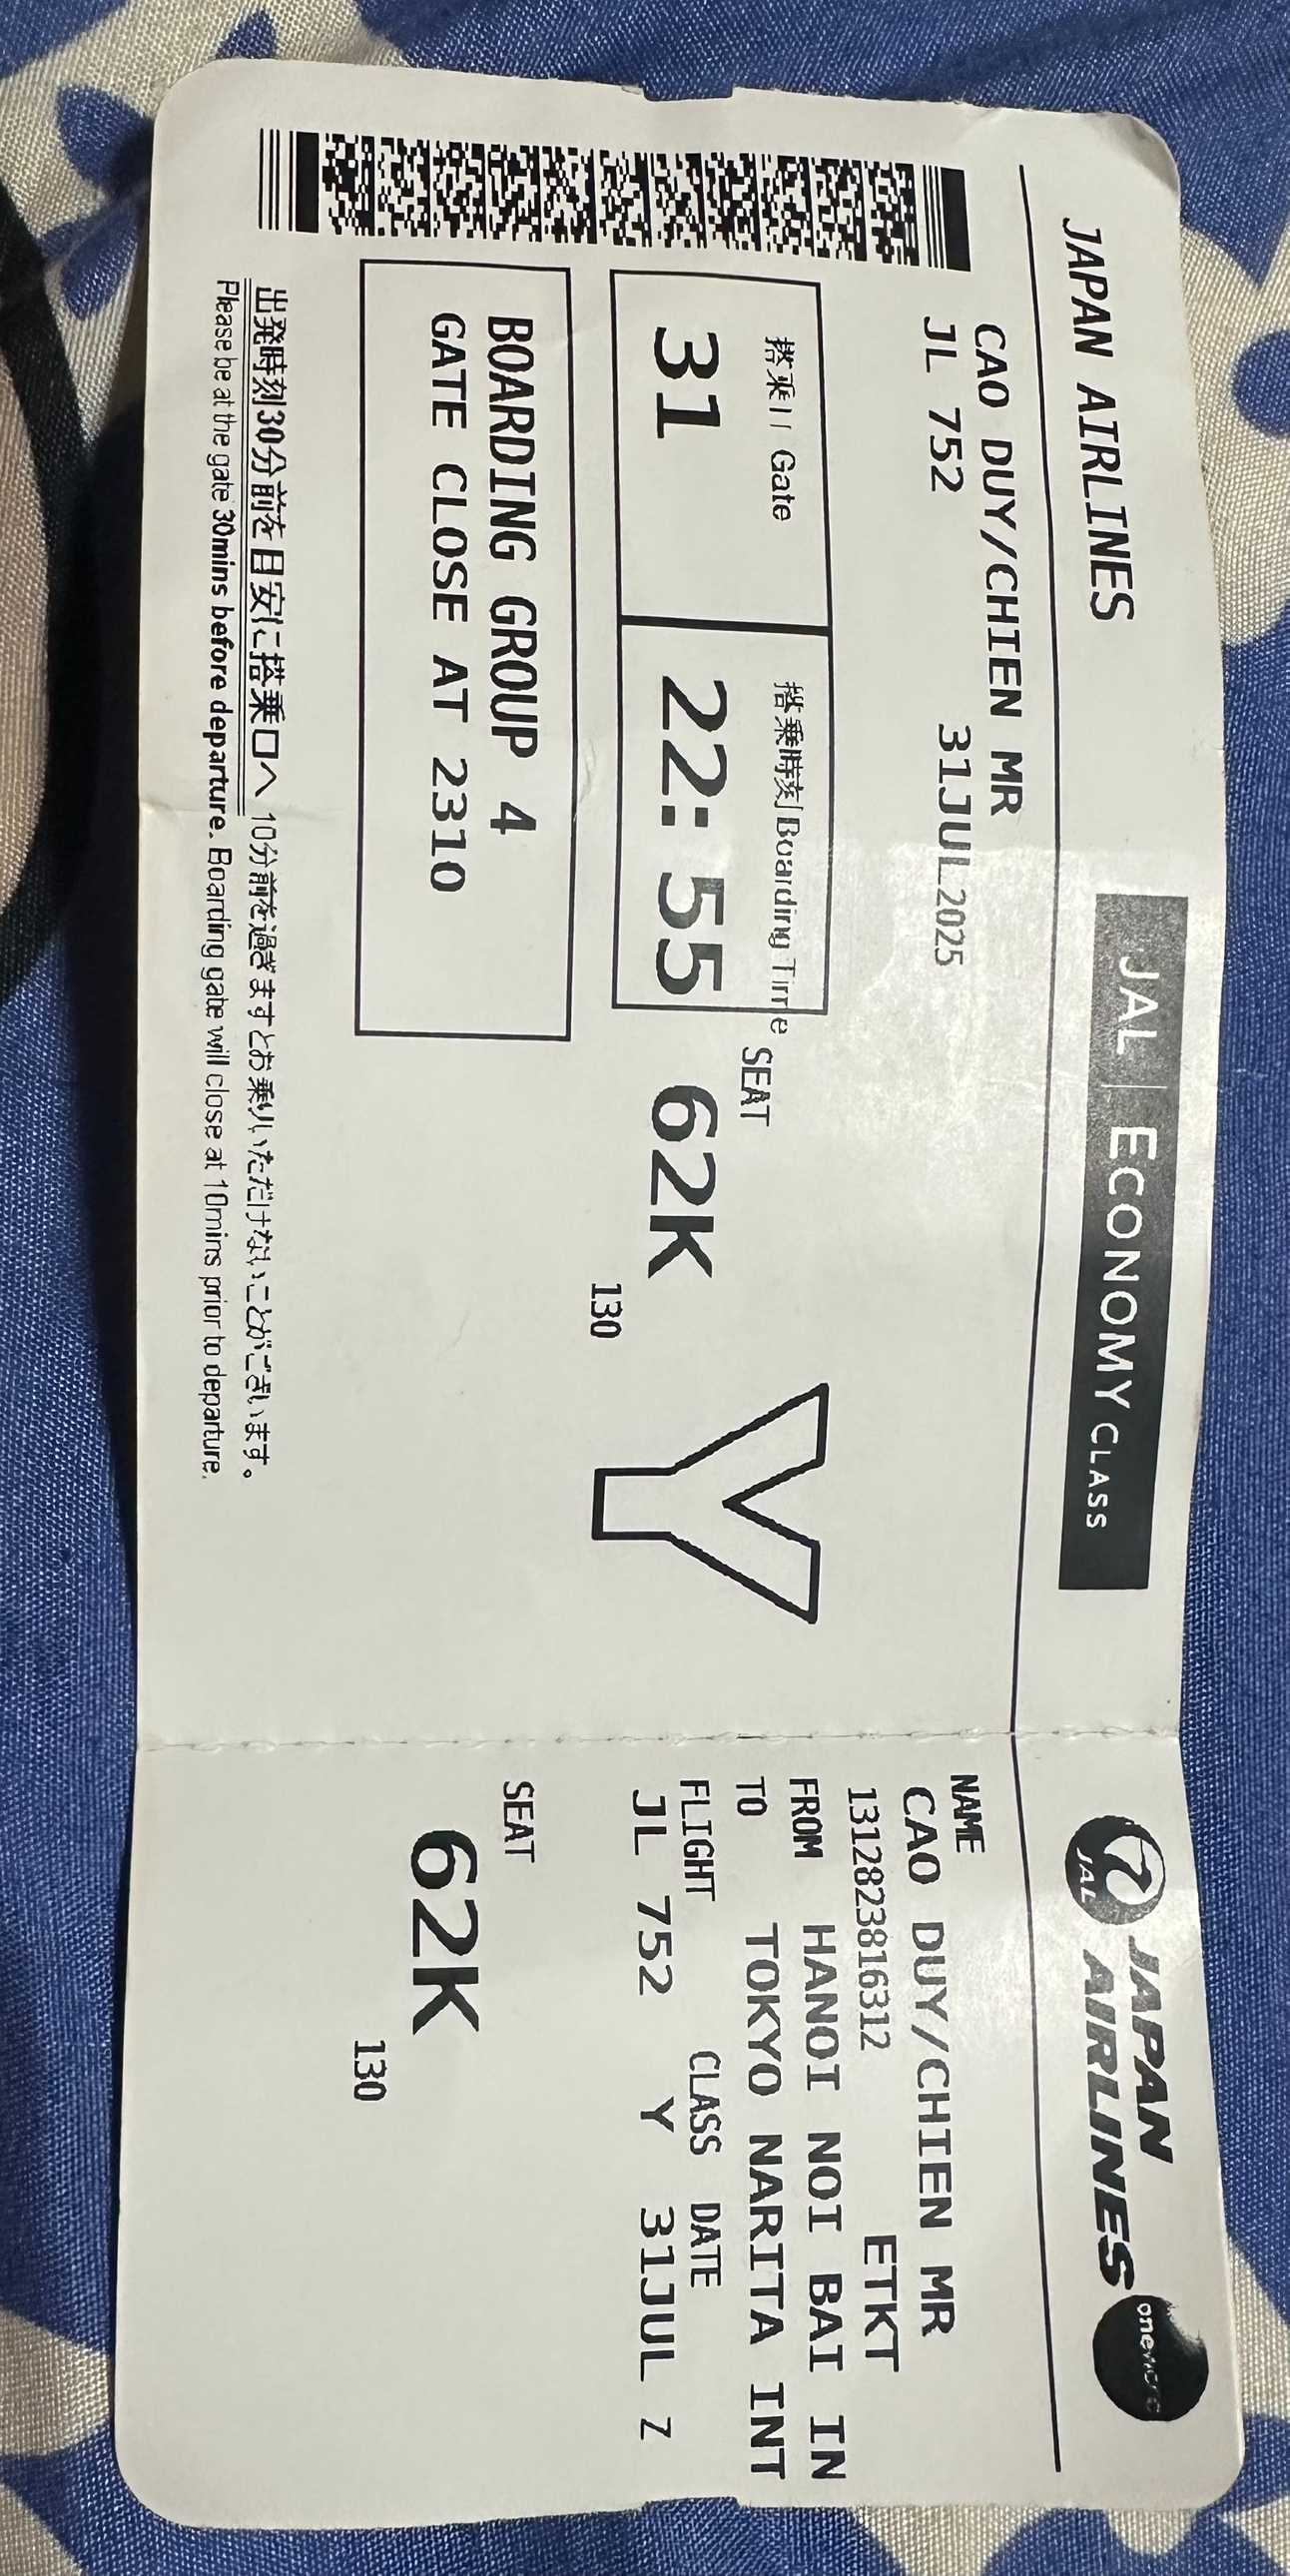 JAPAN AIRLINES
JAL | ECONOMY CLASS
CAO DUY/CHIEN MR
JL 752 31JUL2025
搭乗口 Gate
31
搭乗時刻 Boarding Time
22:55
SEAT
62K
130
Y
BOARDING GROUP 4
GATE CLOSE AT 2310
出発時刻30分前を目安に搭乗口へ 10分前を過ぎますとお乗りいただけないことがございます。
Please be at the gate 30mins before departure. Boarding gate will close at 10mins prior to departure.
JAL
JAPAN
AIRLINES
oneworld
NAME
CAO DUY/CHIEN MR
1312823816312 ETKT
FROM HANOI NOI BAI IN
TO TOKYO NARITA INT
FLIGHT CLASS DATE
JL 752 Y 31JUL Z
SEAT
62K
130